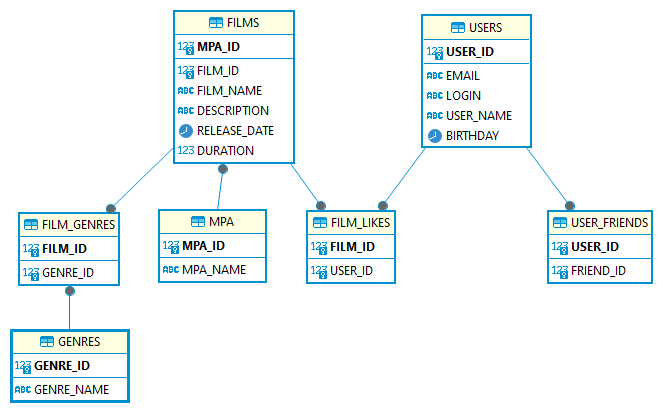 FILMS
123 MPA_ID
123 FILM_ID
ABC FILM_NAME
ABC DESCRIPTION
RELEASE_DATE
123 DURATION
USERS
123 USER_ID
ABC EMAIL
ABC LOGIN
ABC USER_NAME
BIRTHDAY
FILM_GENRES
123 FILM_ID
123 GENRE_ID
MPA
123 MPA_ID
ABC MPA_NAME
FILM_LIKES
123 FILM_ID
123 USER_ID
USER_FRIENDS
123 USER_ID
123 FRIEND_ID
GENRES
123 GENRE_ID
ABC GENRE_NAME